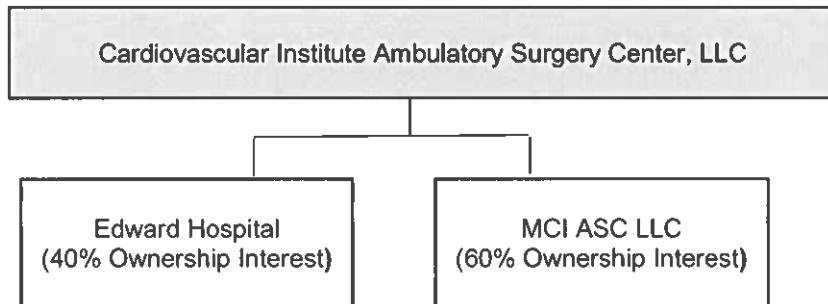 Cardiovascular Institute Ambulatory Surgery Center, LLC
Edward Hospital
(40% Ownership Interest)
MCI ASC LLC
(60% Ownership Interest)